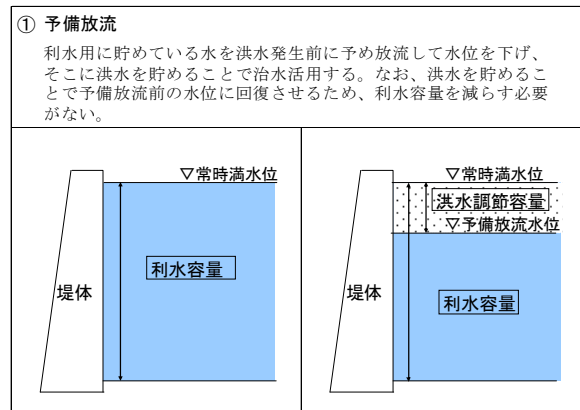 ① 予備放流
利水用に貯めている水を洪水発生前に予め放流して水位を下げ、
そこに洪水を貯めることで治水活用する。なお、洪水を貯めるこ
とで予備放流前の水位に回復させるため、利水容量を減らす必要
がない。
▽常時満水位
利水容量
堤体
▽常時満水位
洪水調節容量
▽予備放流水位
堤体
利水容量